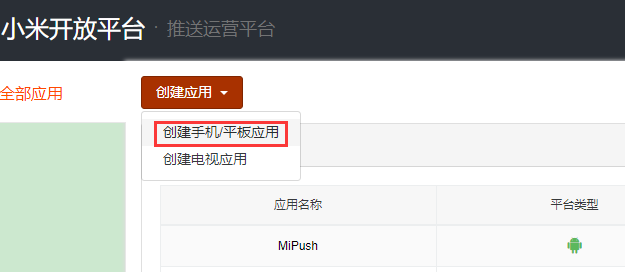 小米开放平台 · 推送运营平台
全部应用
创建应用
创建手机/平板应用
创建电视应用
应用名称 平台类型
MiPush